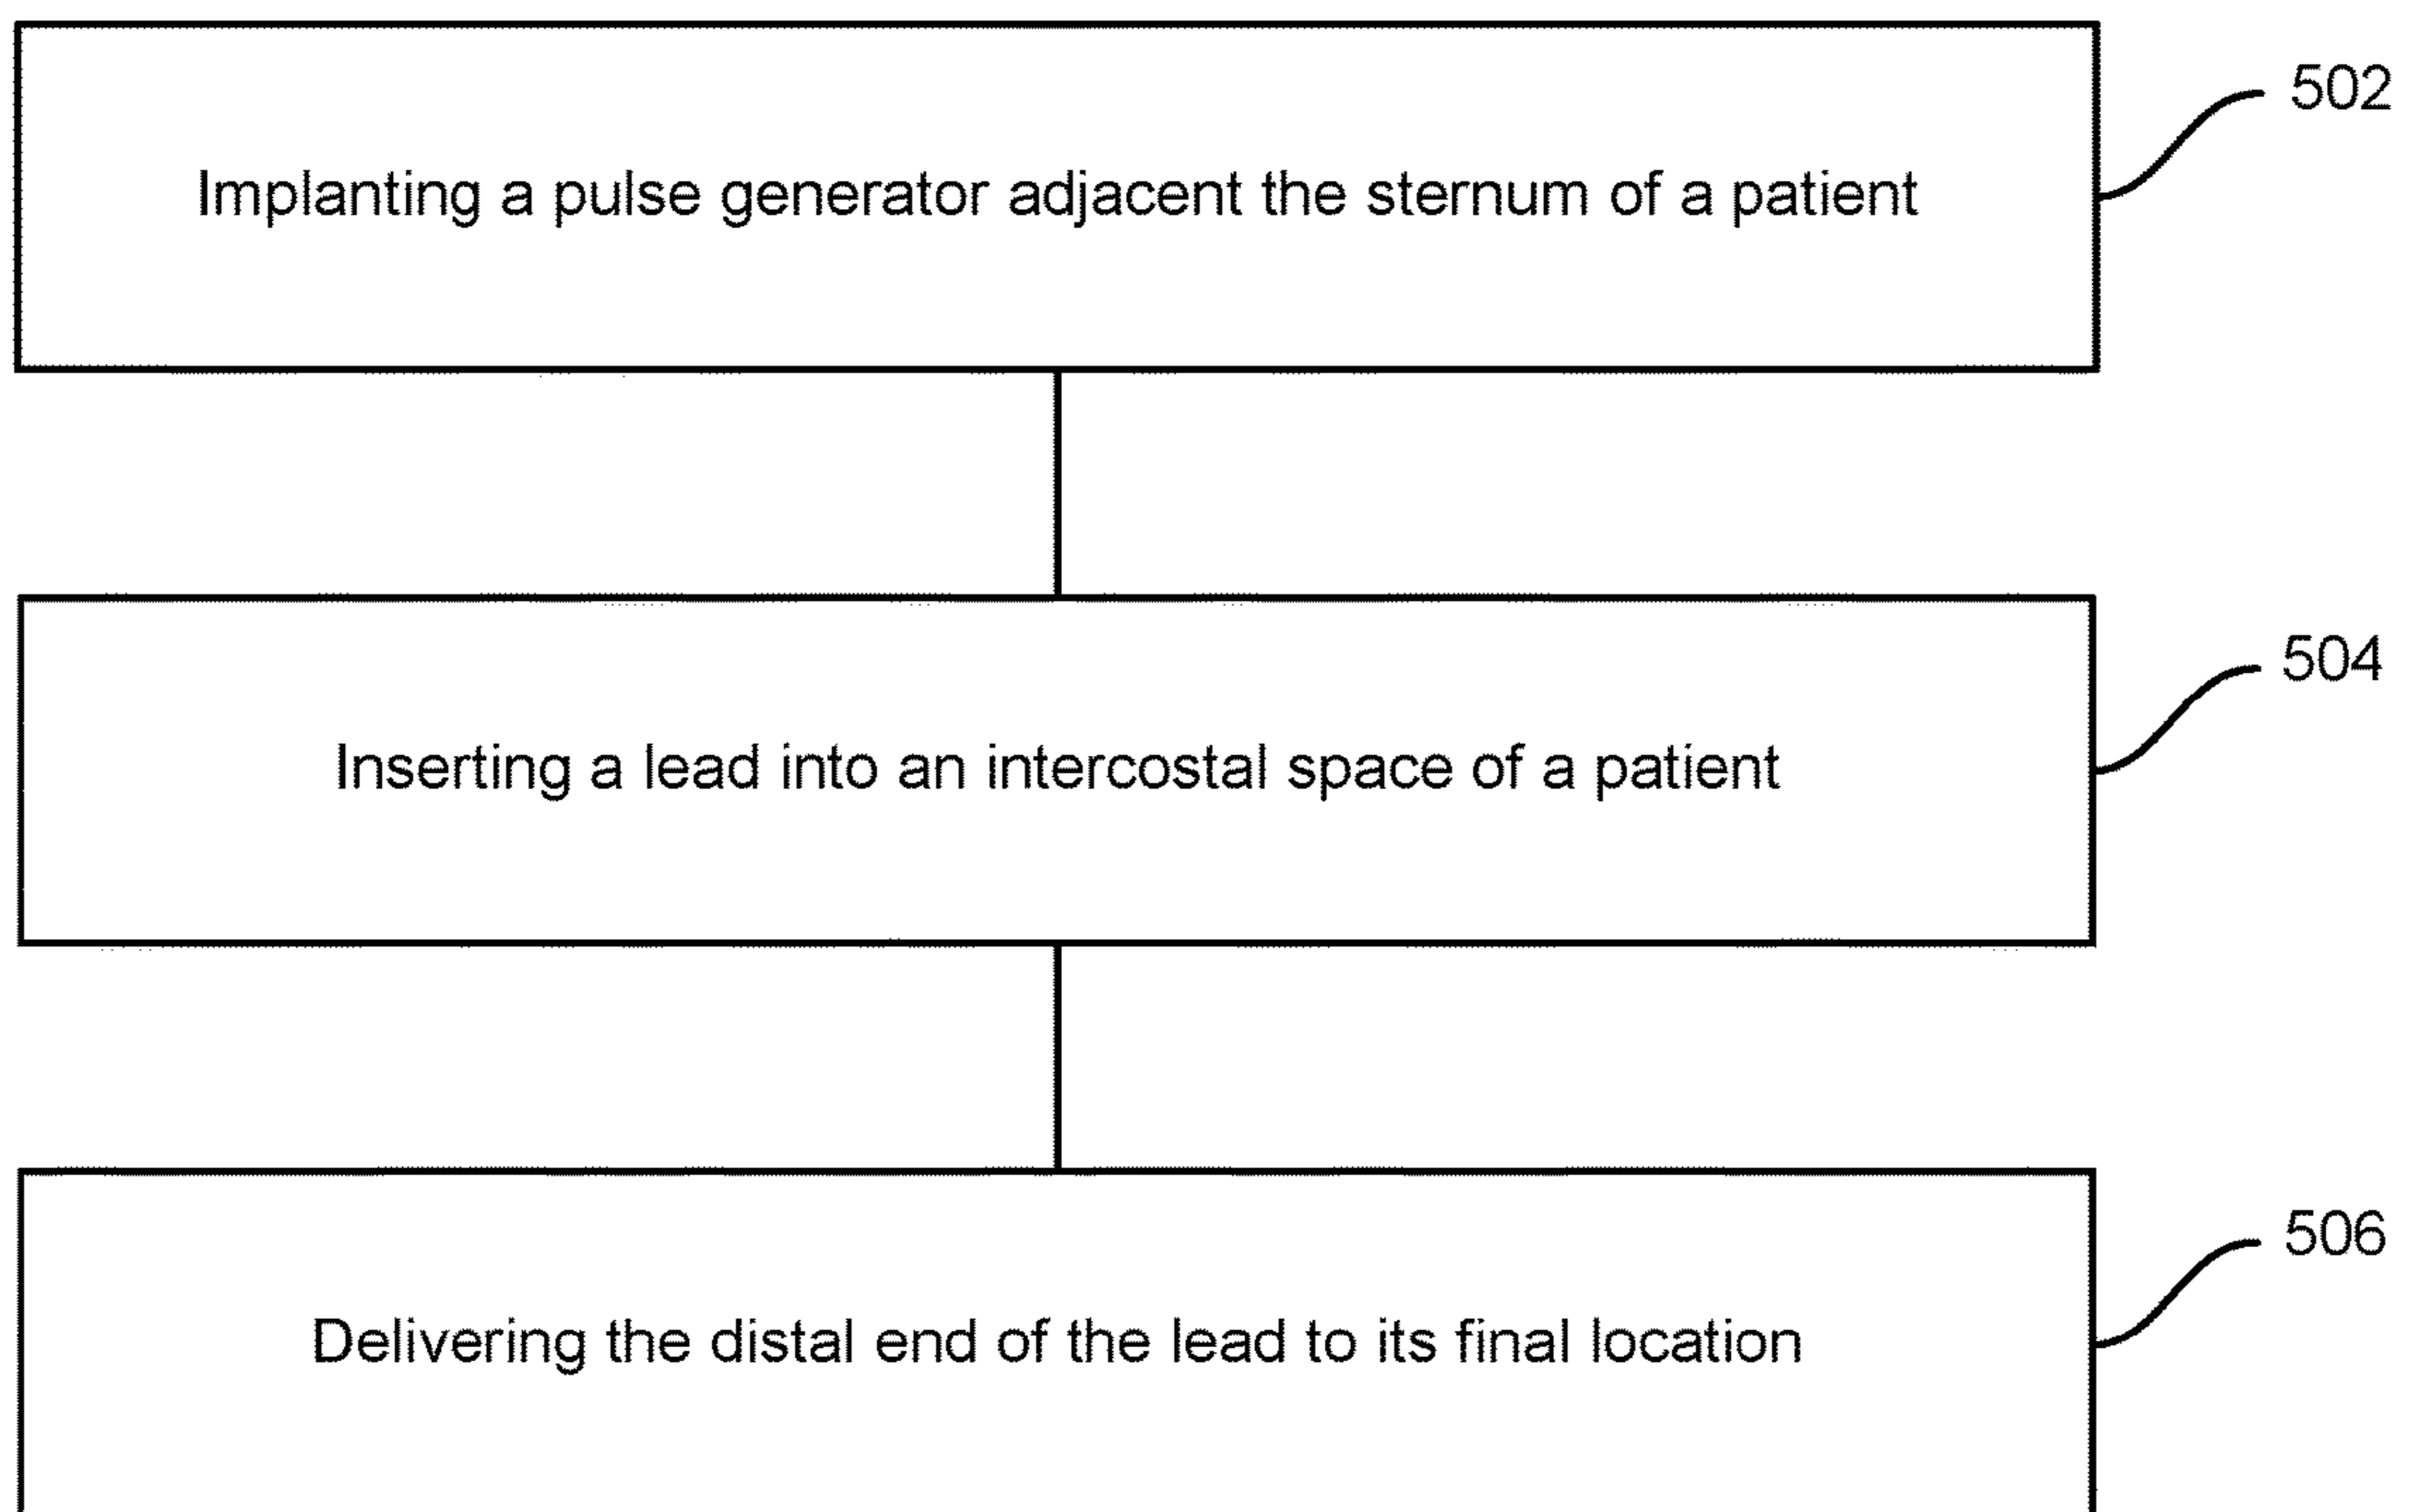 502
Implanting a pulse generator adjacent the sternum of a patient
504
Inserting a lead into an intercostal space of a patient
506
Delivering the distal end of the lead to its final location